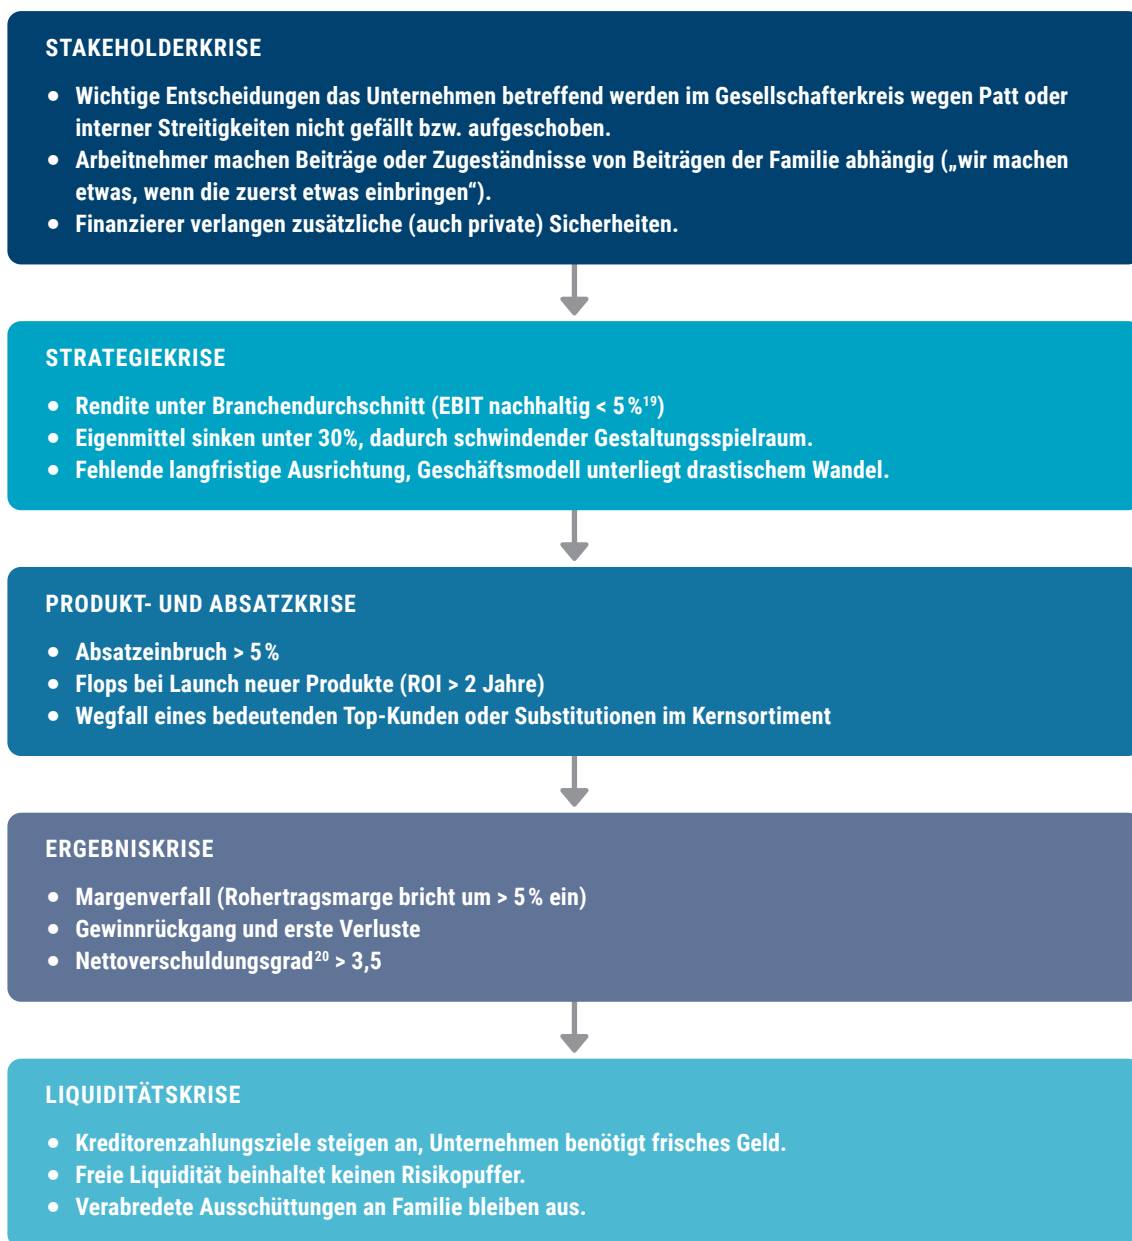 STAKEHOLDERKRISE
• Wichtige Entscheidungen das Unternehmen betreffend werden im Gesellschafterkreis wegen Patt oder
interner Streitigkeiten nicht gefällt bzw. aufgeschoben.
• Arbeitnehmer machen Beiträge oder Zugeständnisse von Beiträgen der Familie abhängig („wir machen
etwas, wenn die zuerst etwas einbringen“).
• Finanzierer verlangen zusätzliche (auch private) Sicherheiten.
STRATEGIEKRISE
• Rendite unter Branchendurchschnitt (EBIT nachhaltig < 5 %¹⁹)
• Eigenmittel sinken unter 30%, dadurch schwindender Gestaltungsspielraum.
• Fehlende langfristige Ausrichtung, Geschäftsmodell unterliegt drastischem Wandel.
PRODUKT- UND ABSATZKRISE
• Absatzeinbruch > 5 %
• Flops bei Launch neuer Produkte (ROI > 2 Jahre)
• Wegfall eines bedeutenden Top-Kunden oder Substitutionen im Kernsortiment
ERGEBNISKRISE
• Margenverfall (Rohertragsmarge bricht um > 5 % ein)
• Gewinnrückgang und erste Verluste
• Nettoverschuldungsgrad²⁰ > 3,5
LIQUIDITÄTSKRISE
• Kreditorenzahlungsziele steigen an, Unternehmen benötigt frisches Geld.
• Freie Liquidität beinhaltet keinen Risikopuffer.
• Verabredete Ausschüttungen an Familie bleiben aus.